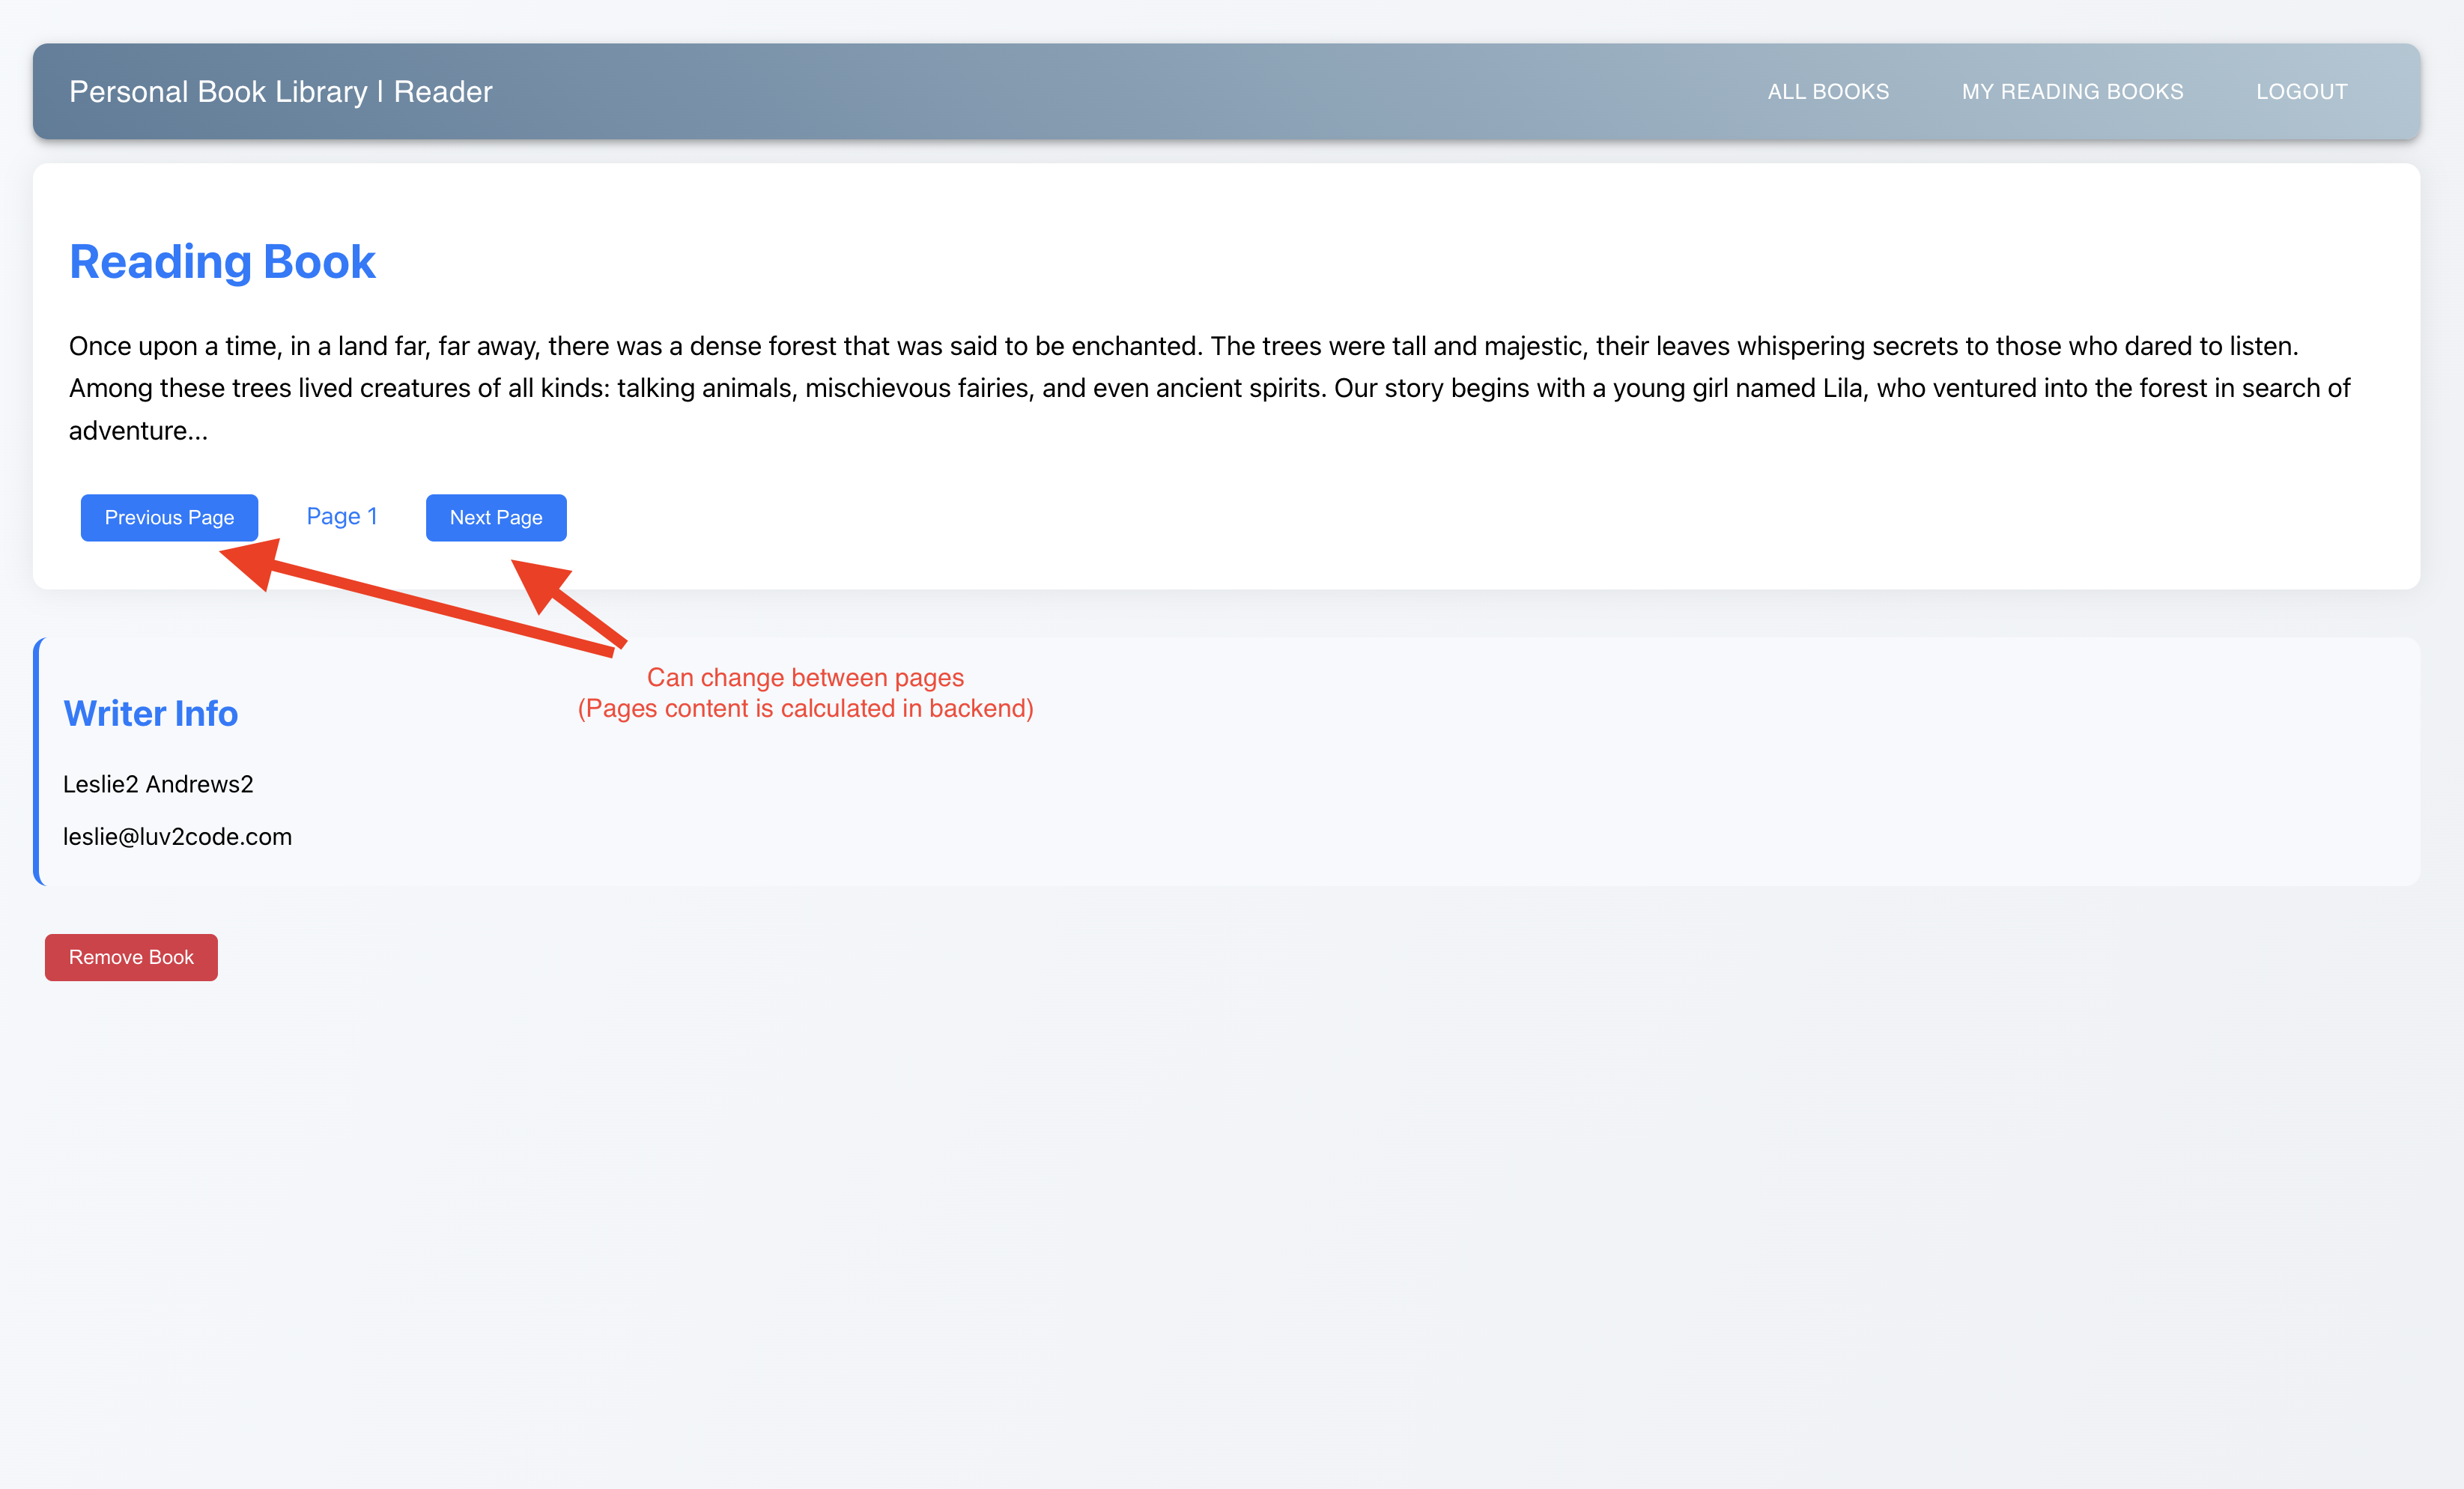 Personal Book Library | Reader
ALL BOOKS
MY READING BOOKS
LOGOUT
Reading Book
Once upon a time, in a land far, far away, there was a dense forest that was said to be enchanted. The trees were tall and majestic, their leaves whispering secrets to those who dared to listen.
Among these trees lived creatures of all kinds: talking animals, mischievous fairies, and even ancient spirits. Our story begins with a young girl named Lila, who ventured into the forest in search of
adventure...
Previous Page
Page 1
Next Page
Can change between pages
(Pages content is calculated in backend)
Writer Info
Leslie2 Andrews2
leslie@luv2code.com
Remove Book